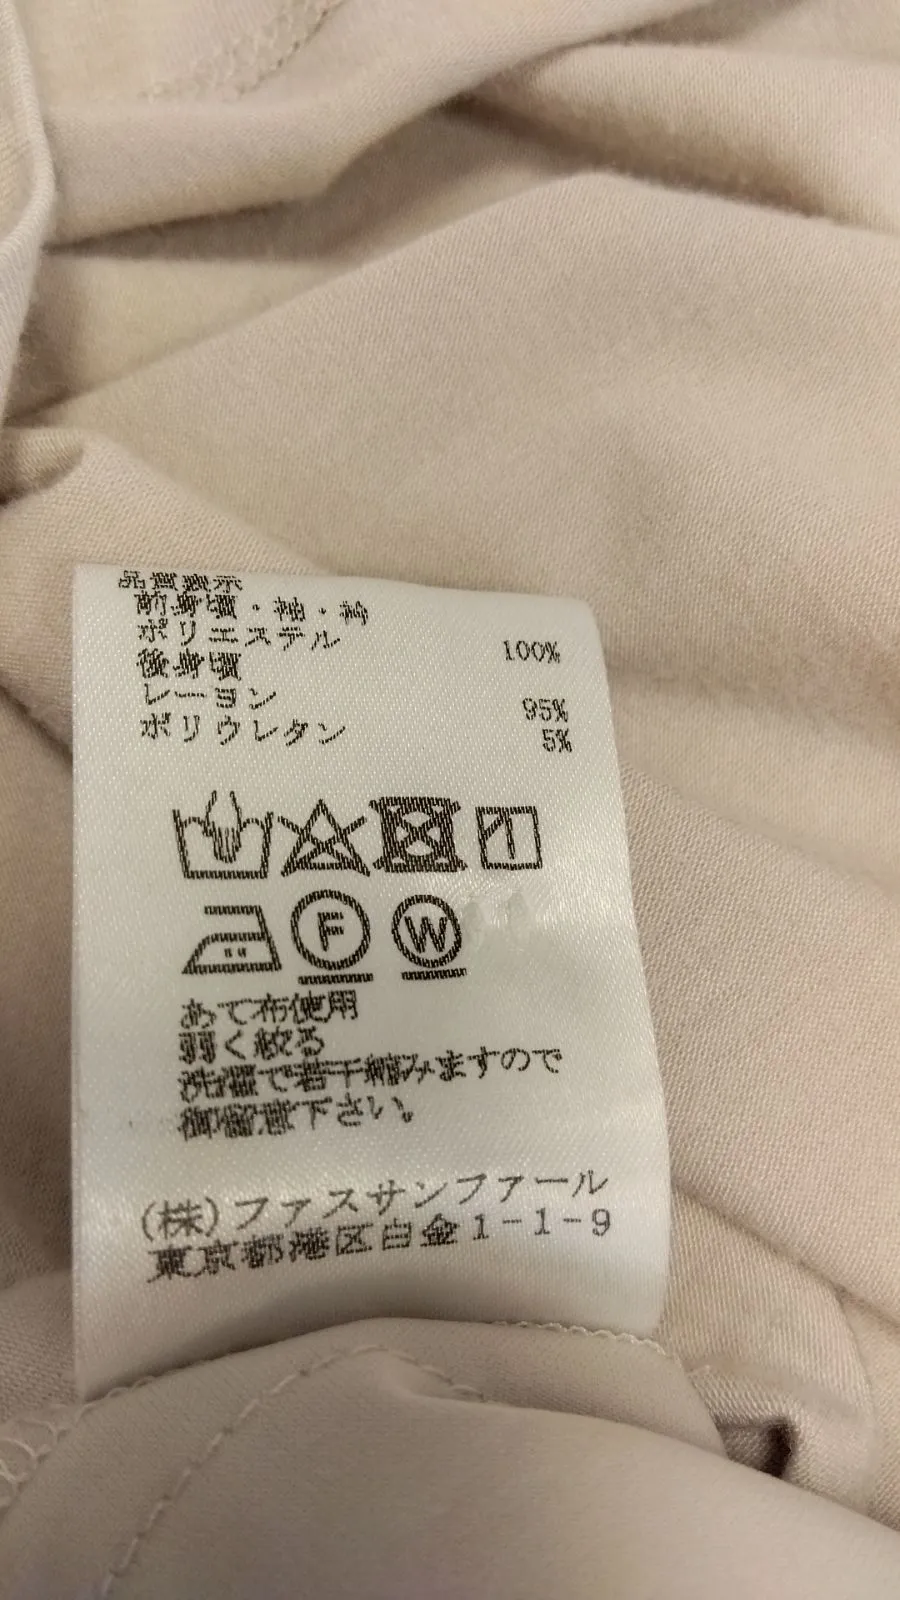 品質表示
前身頃・袖・衿
ポリエステル 100%
後身頃
レーヨン 95%
ポリウレタン 5%
F W
あて布使用
弱く絞る
洗濯で若干縮みますので
御留意下さい。
(株)ファスサンファール
東京都港区白金1-1-9